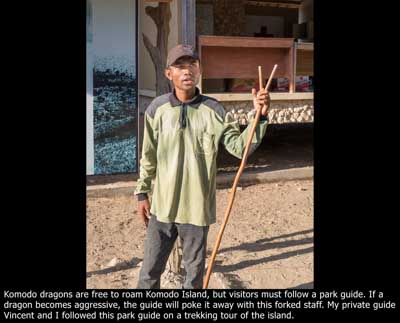 Komodo dragons are free to roam Komodo Island, but visitors must follow a park guide. If a
dragon becomes aggressive, the guide will poke it away with this forked staff. My private guide
Vincent and I followed this park guide on a trekking tour of the island.